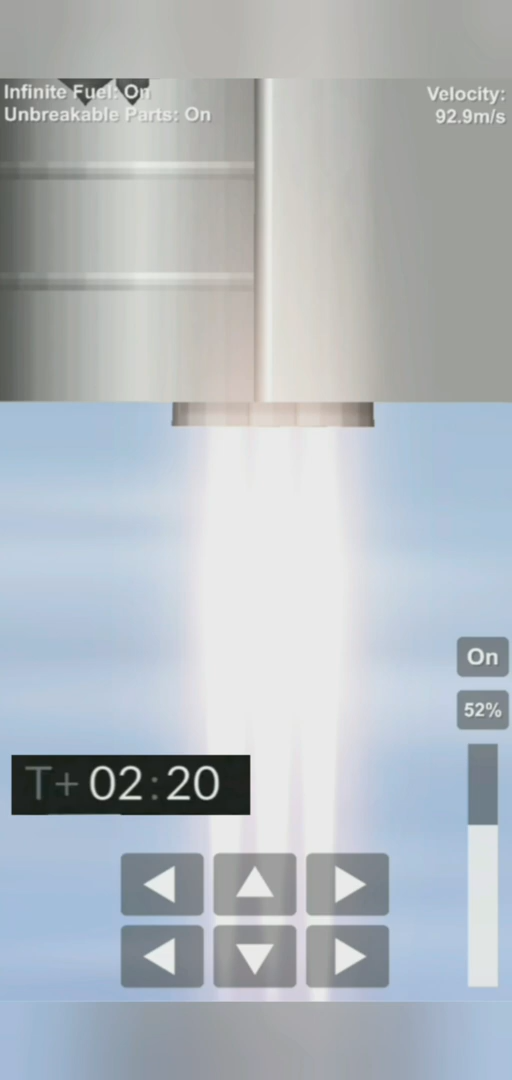 Infinite Fuel: On
Unbreakable Parts: On
Velocity:
92.9m/s
On
52%
T+ 02:20